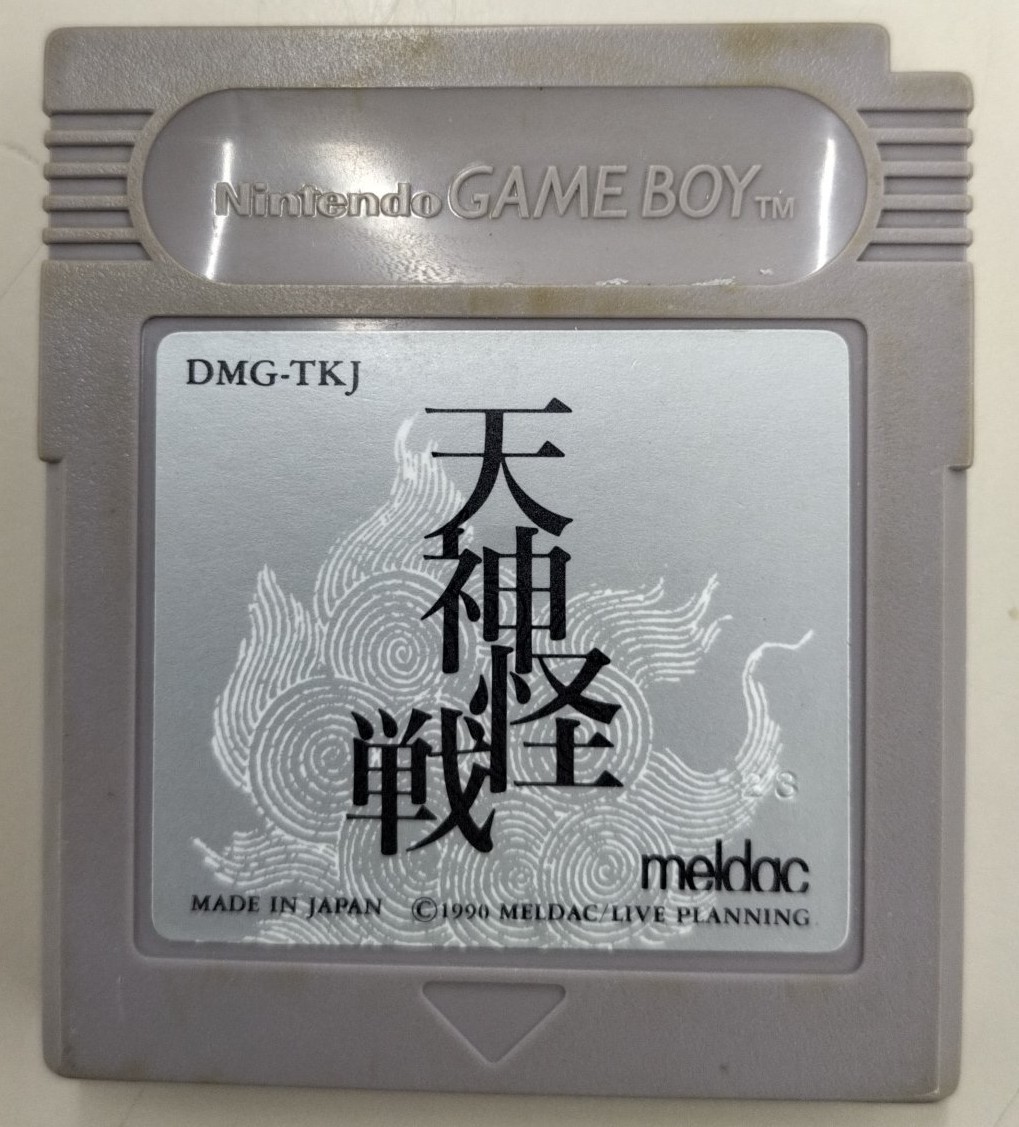 Nintendo GAME BOY™
DMG-TKJ
天神怪戦
meldac
MADE IN JAPAN ©1990 MELDAC/LIVE PLANNING